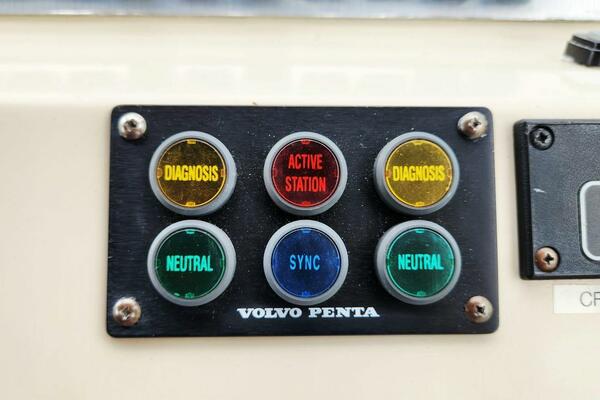 DIAGNOSIS
ACTIVE
STATION
DIAGNOSIS
NEUTRAL
SYNC
NEUTRAL
VOLVO PENTA